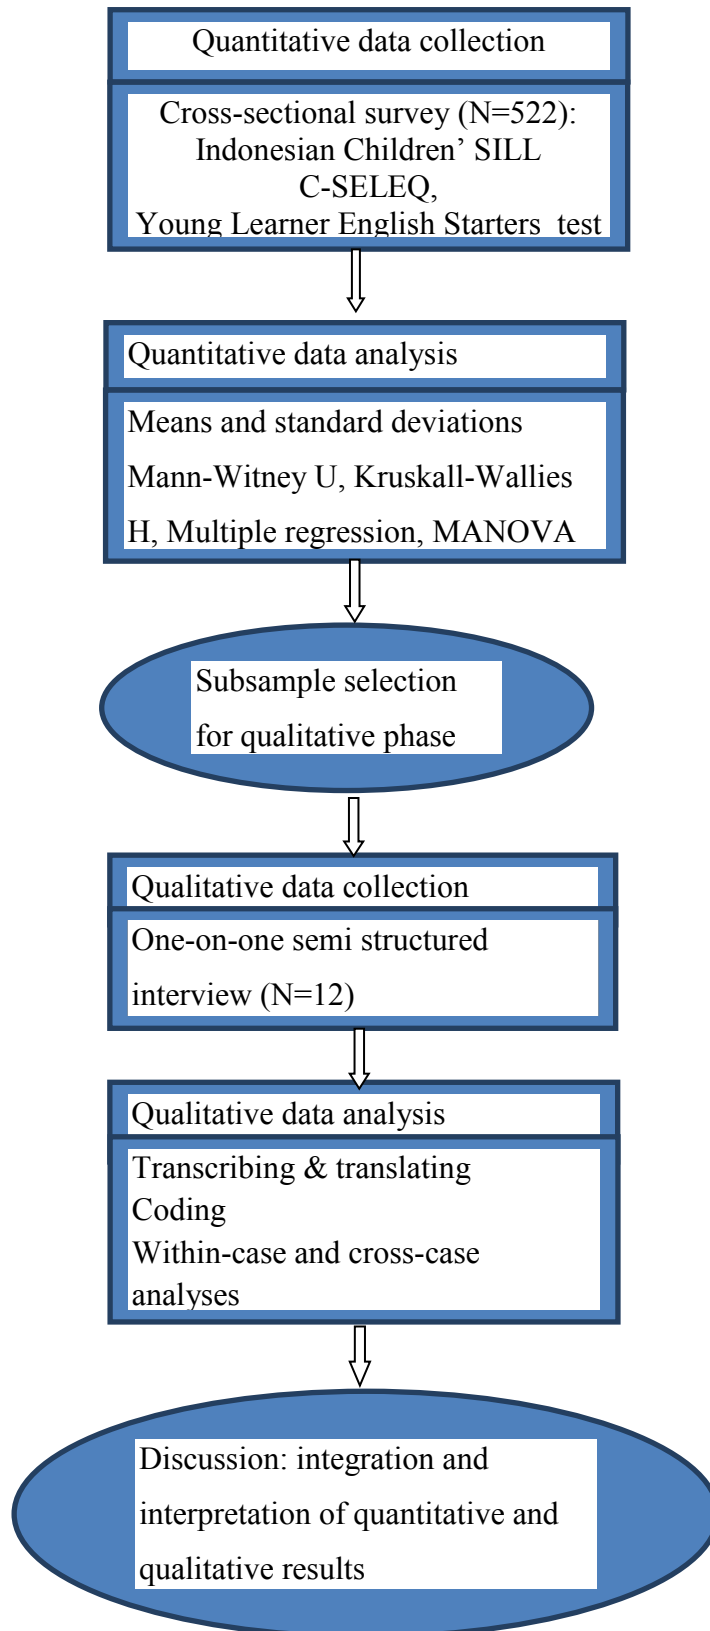 Quantitative data collection
Cross-sectional survey (N=522):
Indonesian Children’ SILL
C-SELEQ,
Young Learner English Starters test
Quantitative data analysis
Means and standard deviations
Mann-Witney U, Kruskall-Wallies
H, Multiple regression, MANOVA
Subsample selection
for qualitative phase
Qualitative data collection
One-on-one semi structured
interview (N=12)
Qualitative data analysis
Transcribing & translating
Coding
Within-case and cross-case
analyses
Discussion: integration and
interpretation of quantitative and
qualitative results